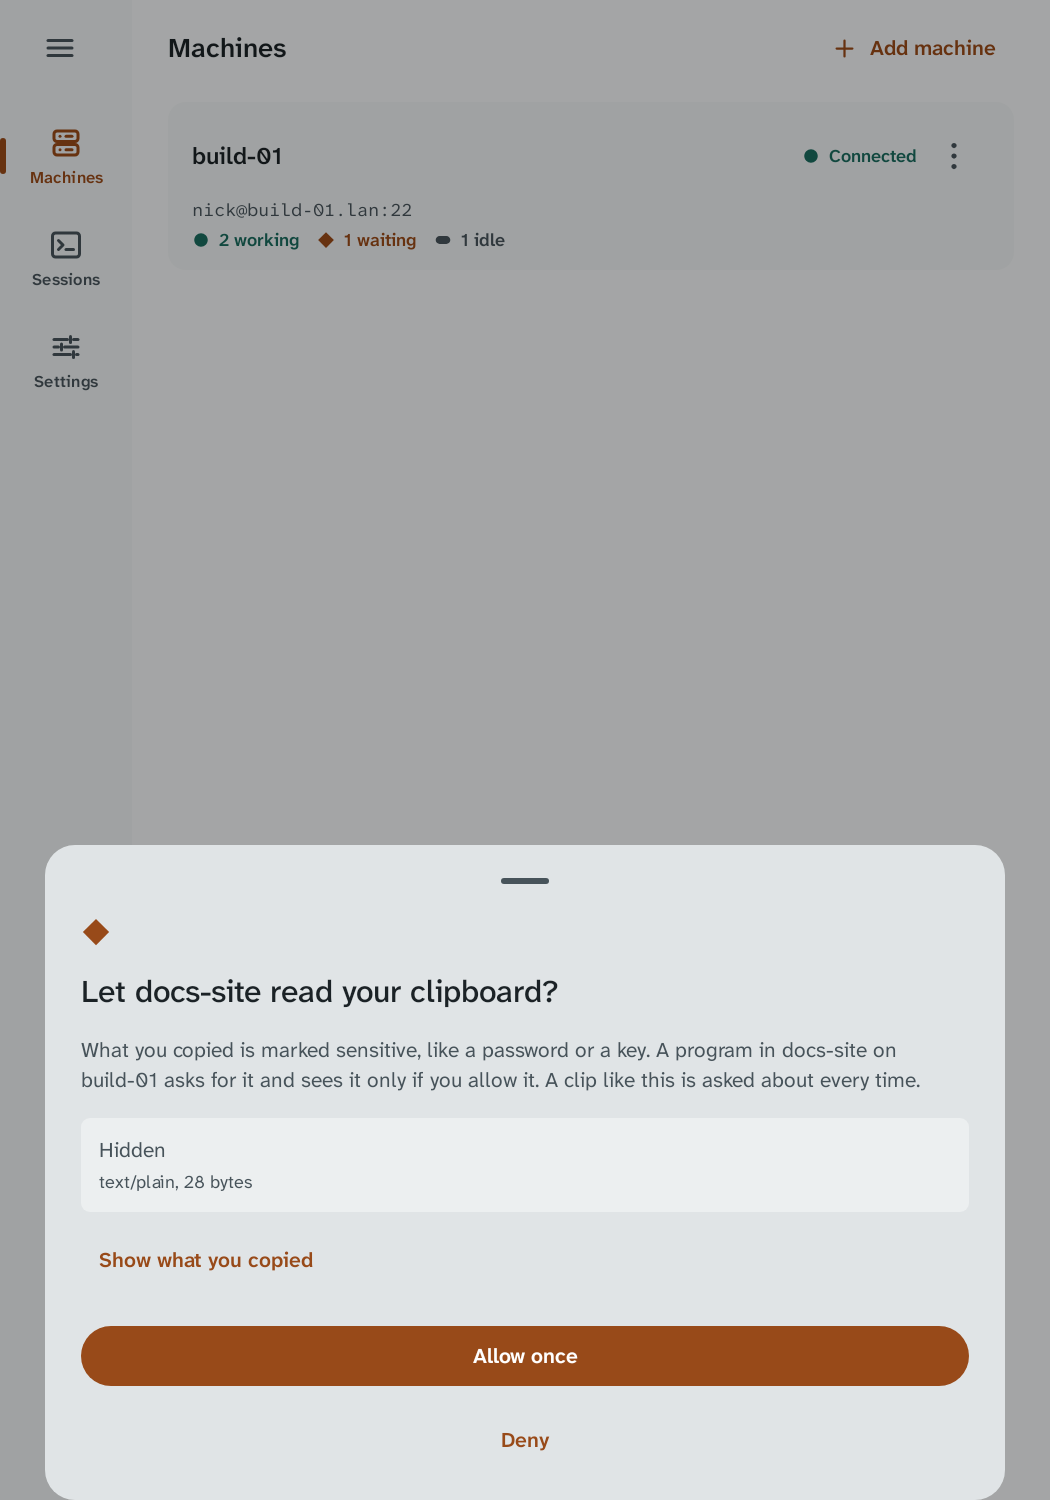 Machines
Add machine
Machines
Sessions
Settings
build-01
Connected
nick@build-01.lan:22
2 working
1 waiting
1 idle
Let docs-site read your clipboard?
What you copied is marked sensitive, like a password or a key. A program in docs-site on
build-01 asks for it and sees it only if you allow it. A clip like this is asked about every time.
Hidden
text/plain, 28 bytes
Show what you copied
Allow once
Deny